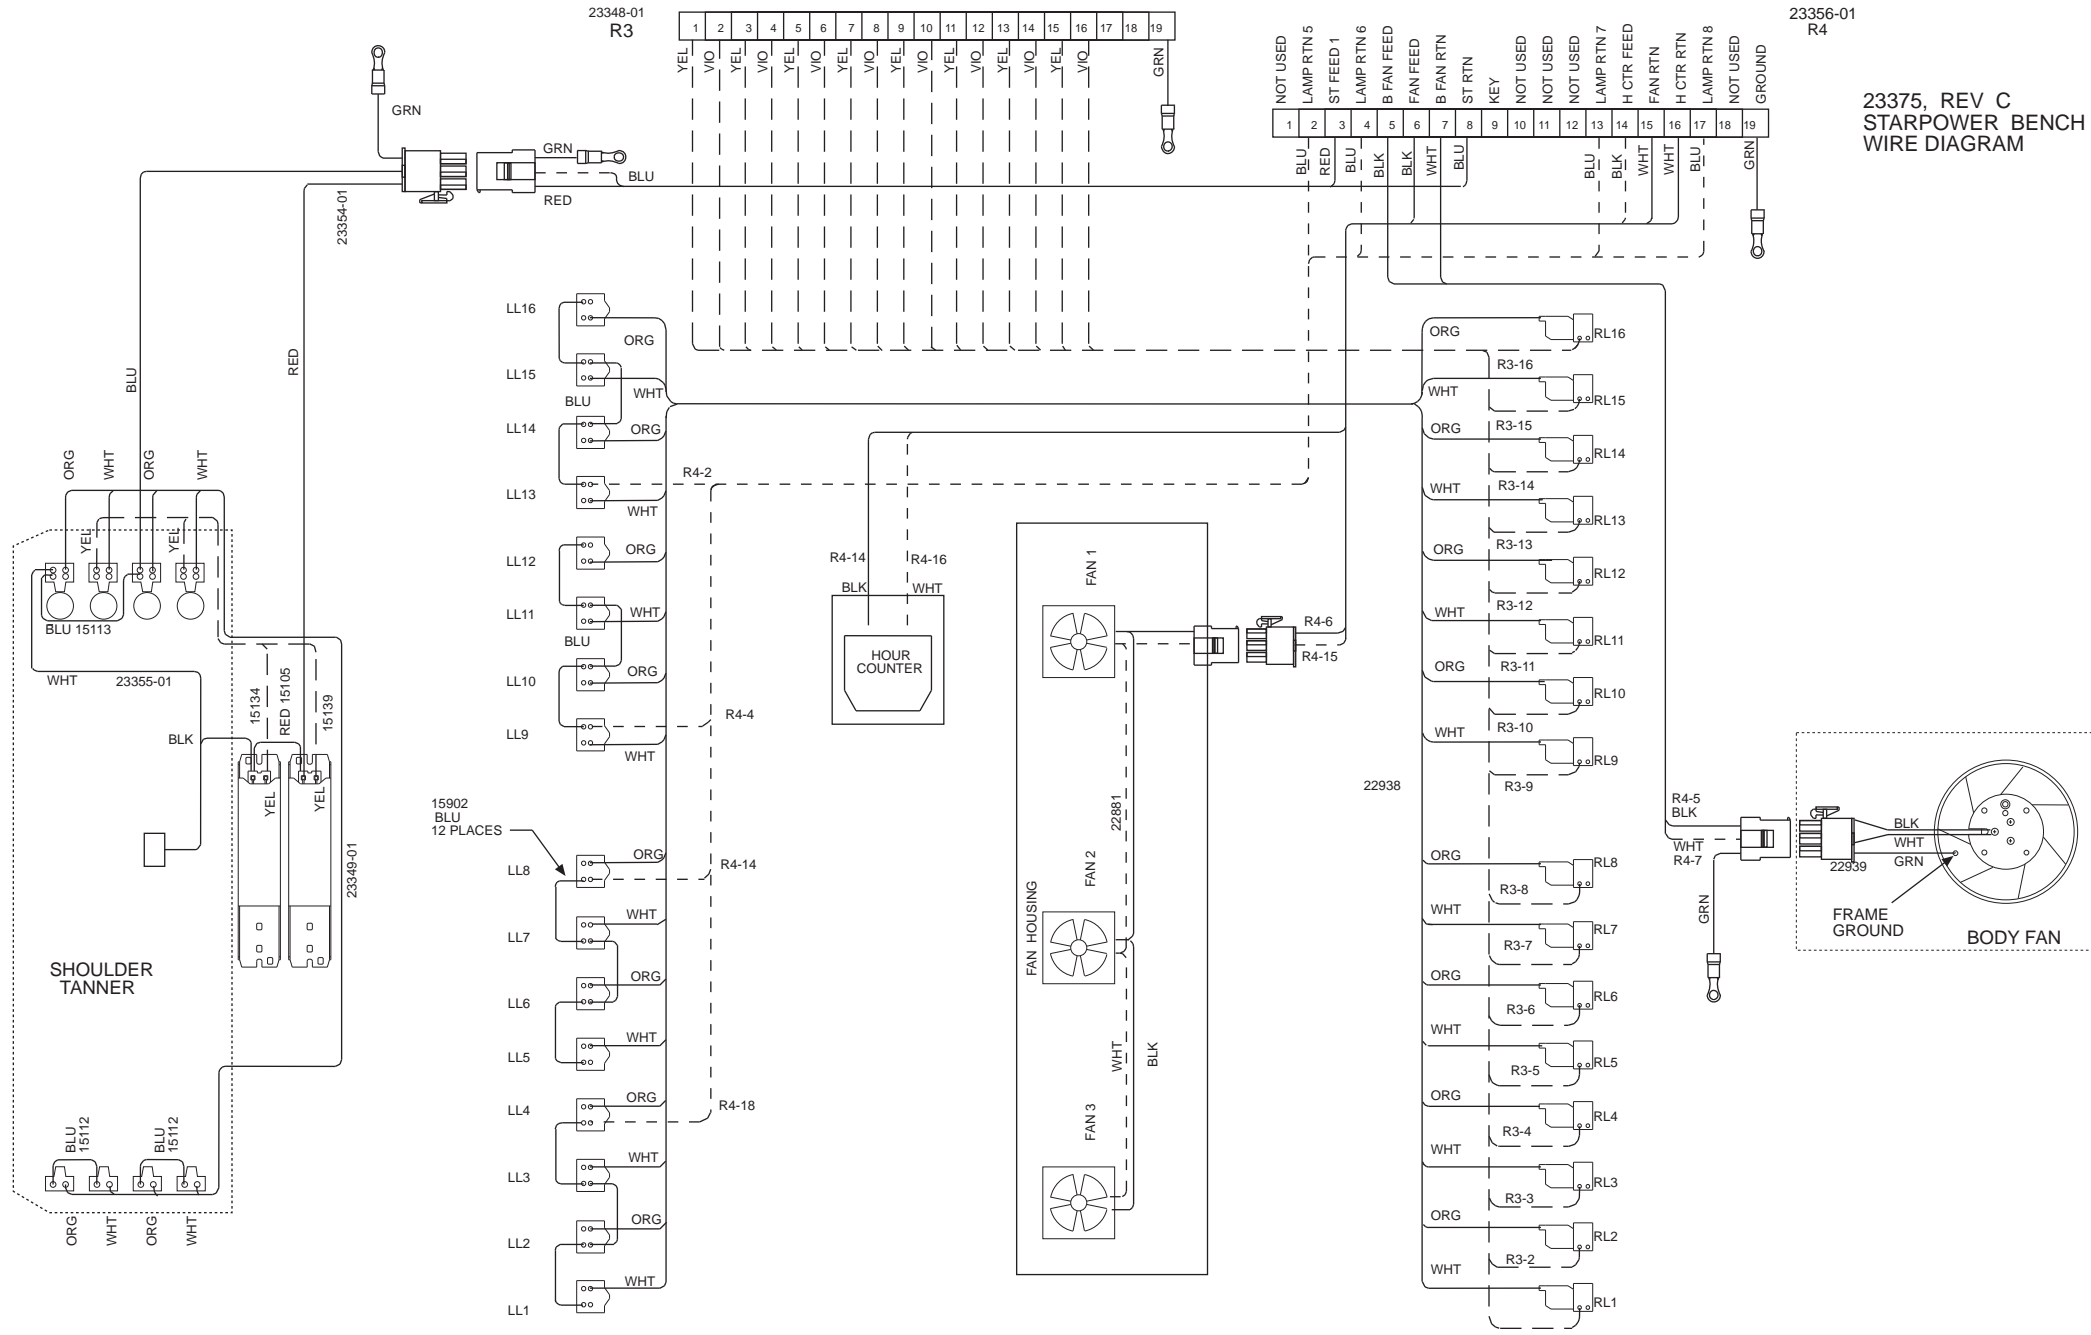 23348-01
R3
1 2 3 4 5 6 7 8 9 10 11 12 13 14 15 16 17 18 19
YEL VIO YEL VIO YEL VIO YEL VIO YEL VIO YEL VIO YEL VIO YEL VIO GRN
23356-01
R4
NOT USED
LAMP RTN 5
ST FEED 1
LAMP RTN 6
B FAN FEED
FAN FEED
B FAN RTN
ST RTN
KEY
NOT USED
NOT USED
NOT USED
LAMP RTN 7
H CTR FEED
FAN RTN
H CTR RTN
LAMP RTN 8
NOT USED
GROUND
1 2 3 4 5 6 7 8 9 10 11 12 13 14 15 16 17 18 19
BLU RED BLU BLK BLK WHT BLU BLU BLK WHT WHT BLU GRN
23375, REV C
STARPOWER BENCH
WIRE DIAGRAM
GRN
GRN
BLU
RED
23354-01
BLU
RED
ORG WHT ORG WHT
YEL YEL
BLU 15113
WHT
23355-01
15134
RED 15105
15139
BLK
YEL
YEL
23349-01
SHOULDER
TANNER
BLU
15112
BLU
15112
ORG WHT ORG WHT
LL16
ORG
LL15
WHT
BLU
LL14
ORG
R4-2
LL13
WHT
LL12
ORG
LL11
WHT
BLU
LL10
ORG
R4-4
LL9
WHT
15902
BLU
12 PLACES
LL8
ORG
R4-14
LL7
WHT
LL6
ORG
LL5
WHT
LL4
ORG
R4-18
LL3
WHT
LL2
ORG
LL1
WHT
R4-14
R4-16
BLK
WHT
HOUR
COUNTER
FAN 1
FAN 2
FAN 3
FAN HOUSING
22881
WHT
BLK
R4-6
R4-15
22938
ORG
RL16
R3-16
WHT
RL15
R3-15
ORG
RL14
R3-14
WHT
RL13
R3-13
ORG
RL12
R3-12
WHT
RL11
R3-11
ORG
RL10
R3-10
WHT
RL9
R3-9
ORG
RL8
R3-8
WHT
RL7
R3-7
ORG
RL6
R3-6
WHT
RL5
R3-5
ORG
RL4
R3-4
WHT
RL3
R3-3
ORG
RL2
R3-2
WHT
RL1
R4-5
BLK
WHT
R4-7
GRN
22939
BLK
WHT
GRN
FRAME
GROUND
BODY FAN